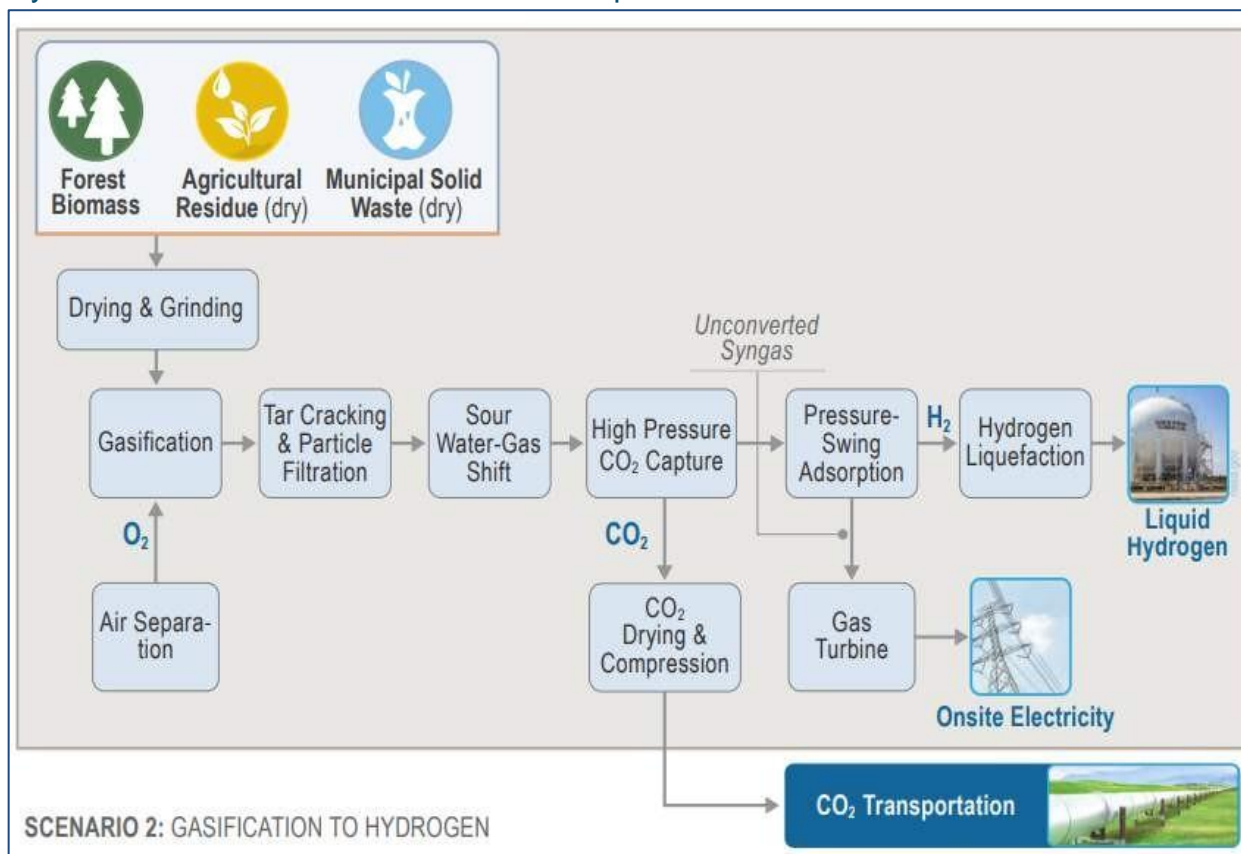 Forest
Biomass
Agricultural
Residue (dry)
Municipal Solid
Waste (dry)
Drying & Grinding
Unconverted
Syngas
Gasification
Tar Cracking
& Particle
Filtration
Sour
Water-Gas
Shift
High Pressure
CO₂ Capture
Pressure-
Swing
Adsorption
H₂
Hydrogen
Liquefaction
Liquid
Hydrogen
O₂
CO₂
Air Separa-
tion
CO₂
Drying &
Compression
Gas
Turbine
Onsite Electricity
CO₂ Transportation
SCENARIO 2: GASIFICATION TO HYDROGEN